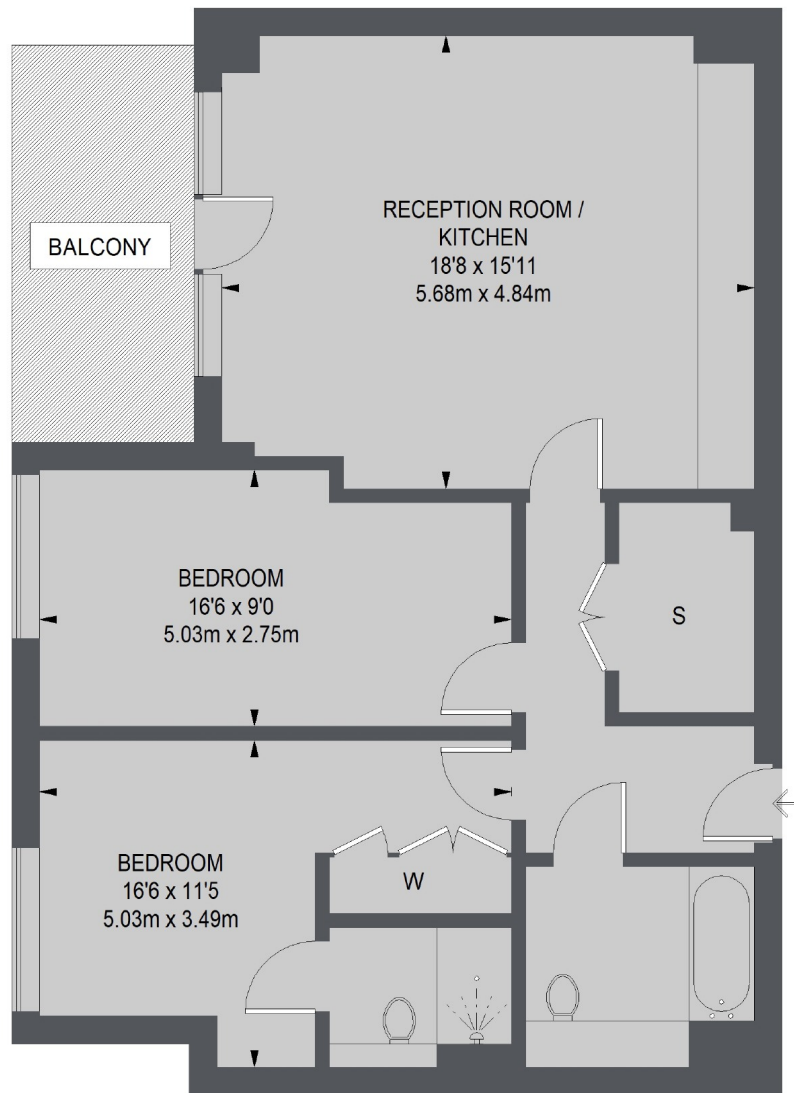 RECEPTION ROOM /
KITCHEN
18'8 x 15'11
5.68m x 4.84m
BALCONY
BEDROOM
16'6 x 9'0
5.03m x 2.75m
S
BEDROOM
16'6 x 11'5
5.03m x 3.49m
W